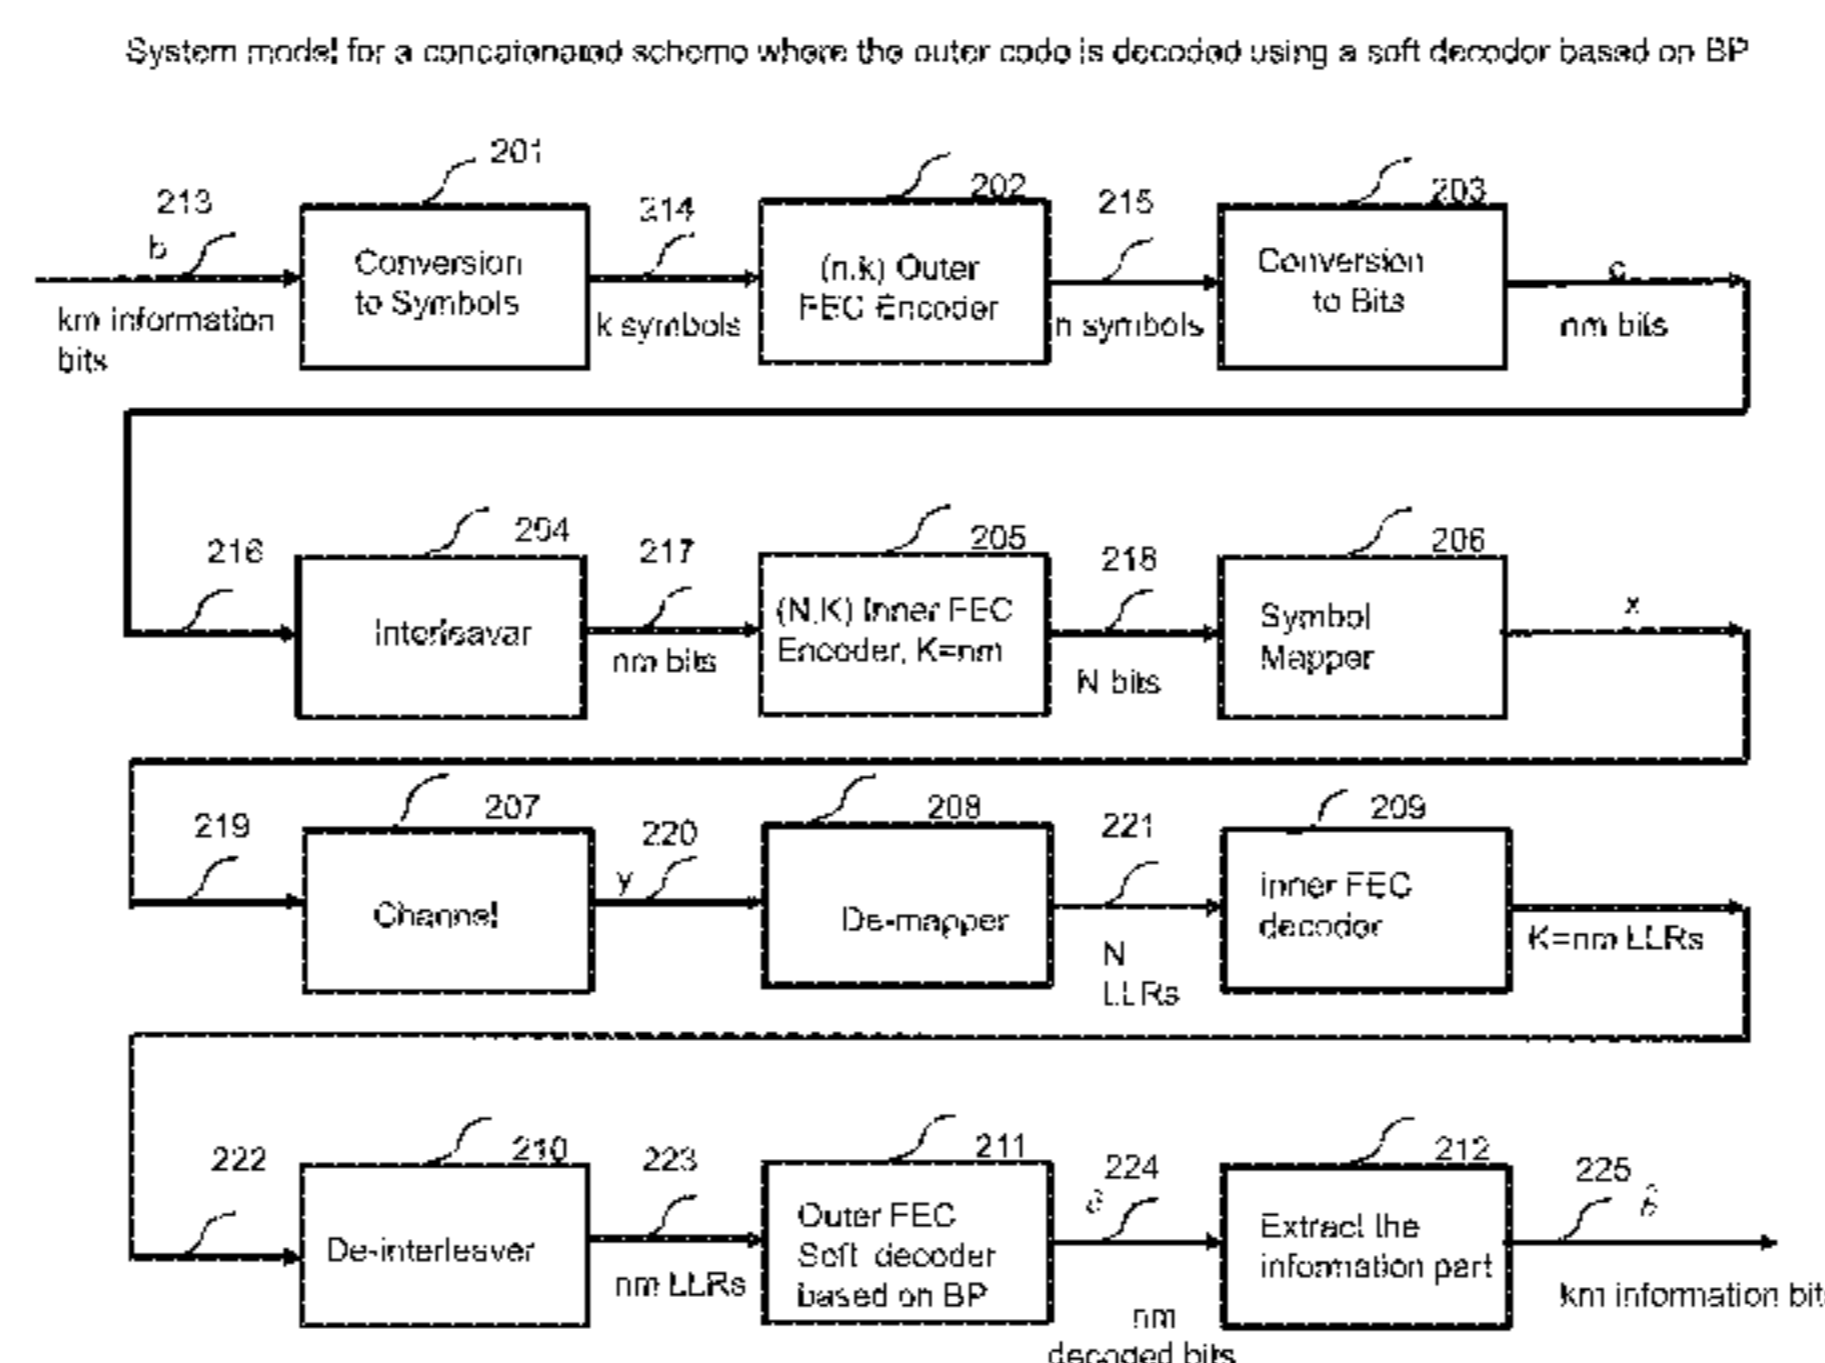 System model for a concatenated scheme where the outer code is decoded using a soft decoder based on BP
201
202
203
213
214
215
b
c
Conversion
to Symbols
(n.k) Outer
FEC Encoder
Conversion
to Bits
km information
bits
k symbols
n symbols
nm bits
204
205
206
216
217
218
x
Interleavar
(N.K) Inner FEC
Encoder, K=nm
Symbol
Mapper
nm bits
N bits
207
208
209
219
220
221
y
Channel
De-mapper
inner FEC
decoder
N
LLRs
K=nm LLRs
210
211
212
222
223
224
225
ĉ
b̂
De-interleaver
Outer FEC
Soft decoder
based on BP
Extract the
information part
nm LLRs
nm
decoded bits
km information bit